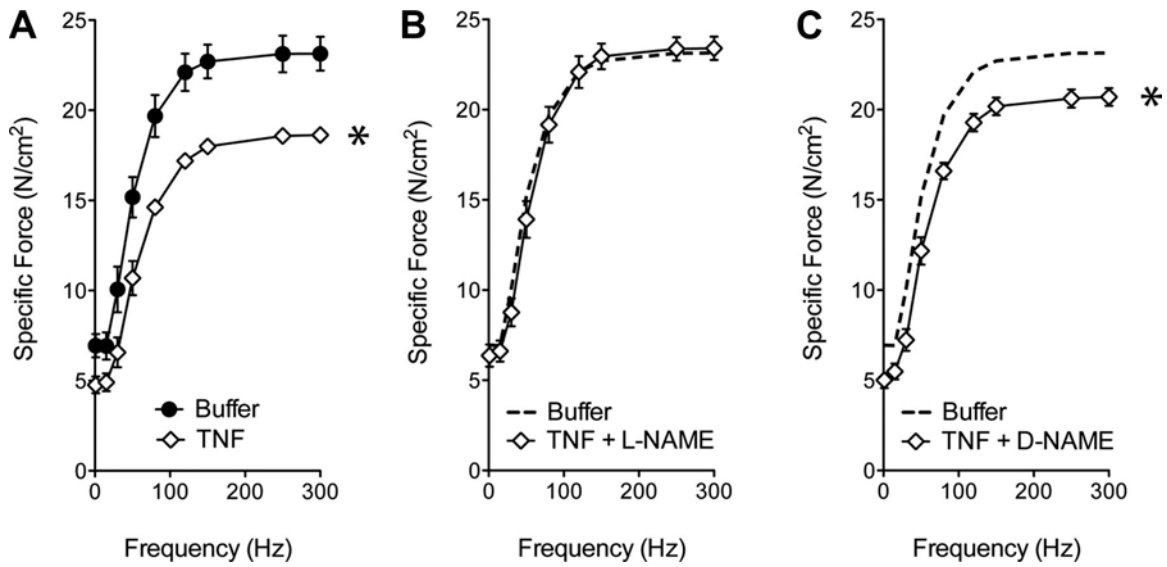 A
Specific Force (N/cm²)
25
20
15
10
5
0
0 100 200 300
Frequency (Hz)
Buffer
TNF
*
B
Specific Force (N/cm²)
25
20
15
10
5
0
0 100 200 300
Frequency (Hz)
Buffer
TNF + L-NAME
C
Specific Force (N/cm²)
25
20
15
10
5
0
0 100 200 300
Frequency (Hz)
Buffer
TNF + D-NAME
*